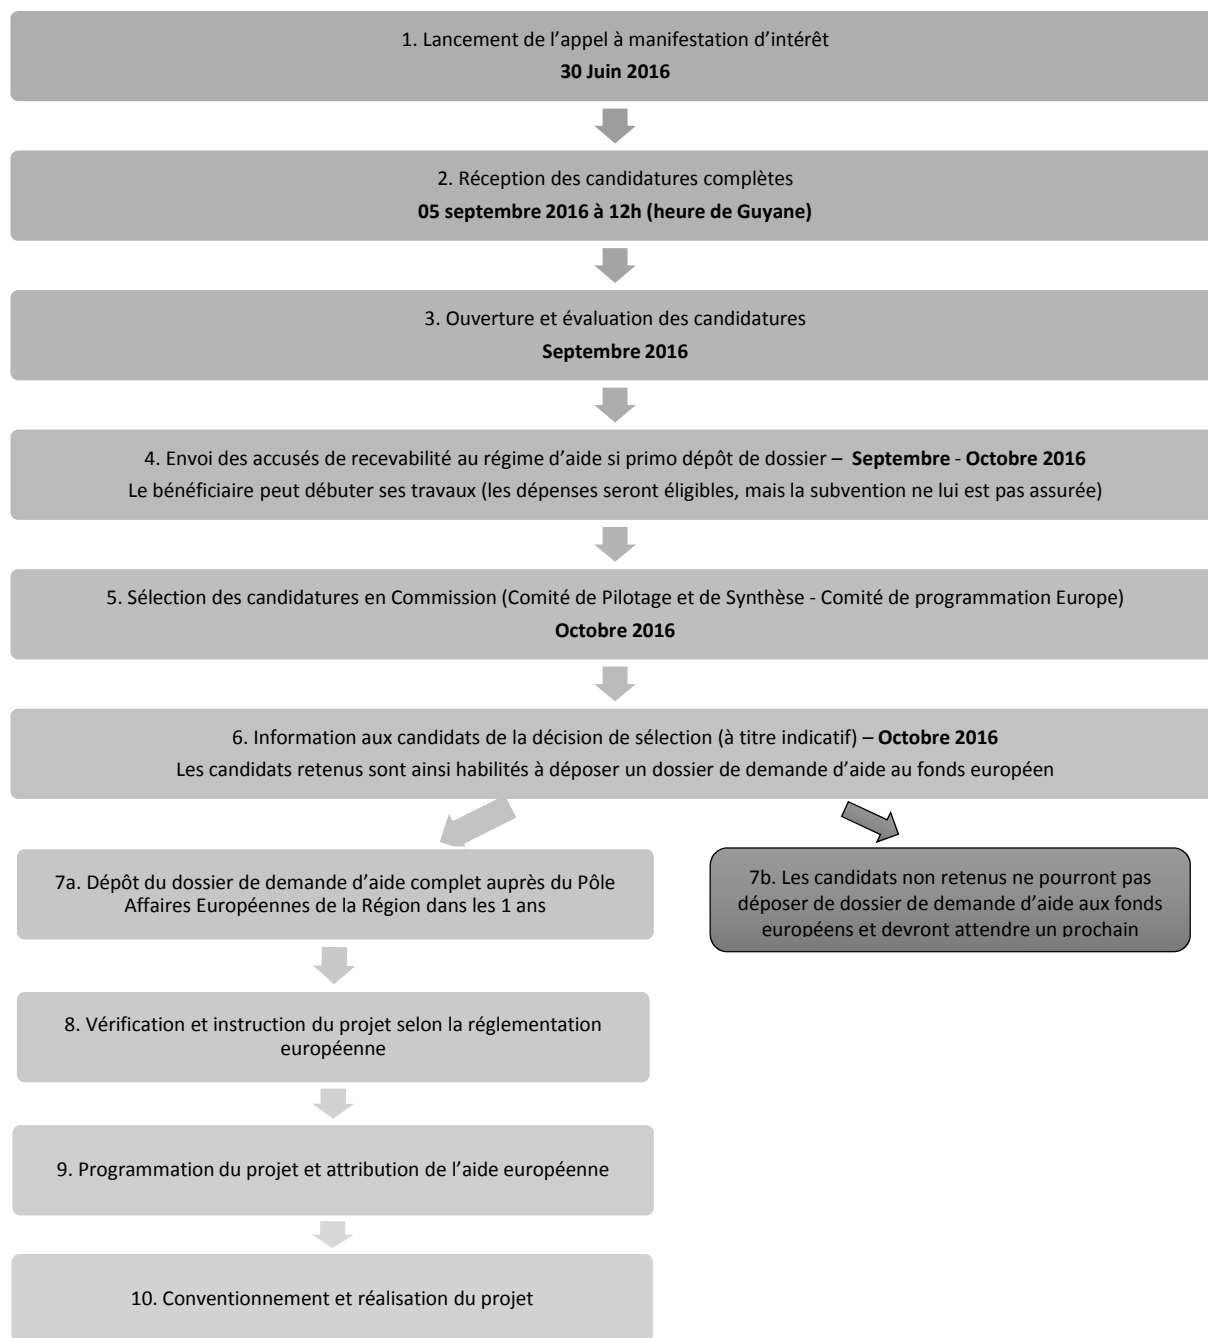 1. Lancement de l’appel à manifestation d’intérêt
30 Juin 2016
2. Réception des candidatures complètes
05 septembre 2016 à 12h (heure de Guyane)
3. Ouverture et évaluation des candidatures
Septembre 2016
4. Envoi des accusés de recevabilité au régime d’aide si primo dépôt de dossier – Septembre - Octobre 2016
Le bénéficiaire peut débuter ses travaux (les dépenses seront éligibles, mais la subvention ne lui est pas assurée)
5. Sélection des candidatures en Commission (Comité de Pilotage et de Synthèse - Comité de programmation Europe)
Octobre 2016
6. Information aux candidats de la décision de sélection (à titre indicatif) – Octobre 2016
Les candidats retenus sont ainsi habilités à déposer un dossier de demande d’aide au fonds européen
7a. Dépôt du dossier de demande d’aide complet auprès du Pôle
Affaires Européennes de la Région dans les 1 ans
7b. Les candidats non retenus ne pourront pas
déposer de dossier de demande d’aide aux fonds
européens et devront attendre un prochain
8. Vérification et instruction du projet selon la réglementation
européenne
9. Programmation du projet et attribution de l’aide européenne
10. Conventionnement et réalisation du projet